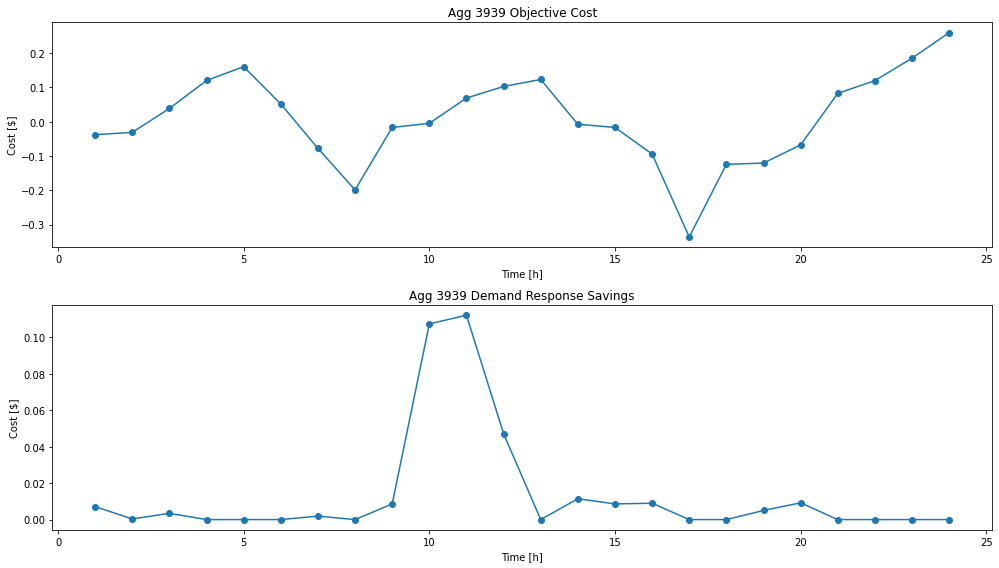 Agg 3939 Objective Cost
Cost [$]
0.2
0.1
0.0
−0.1
−0.2
−0.3
0 5 10 15 20 25
Time [h]
Agg 3939 Demand Response Savings
Cost [$]
0.10
0.08
0.06
0.04
0.02
0.00
0 5 10 15 20 25
Time [h]